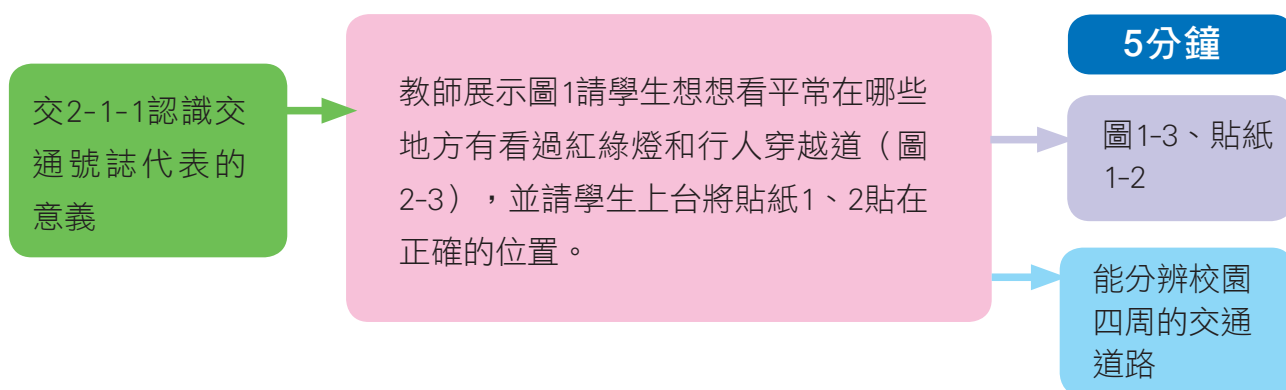 交2-1-1認識交
通號誌代表的
意義
教師展示圖1請學生想想看平常在哪些
地方有看過紅綠燈和行人穿越道（圖
2-3），並請學生上台將貼紙1、2貼在
正確的位置。
5分鐘
圖1-3、貼紙
1-2
能分辨校園
四周的交通
道路